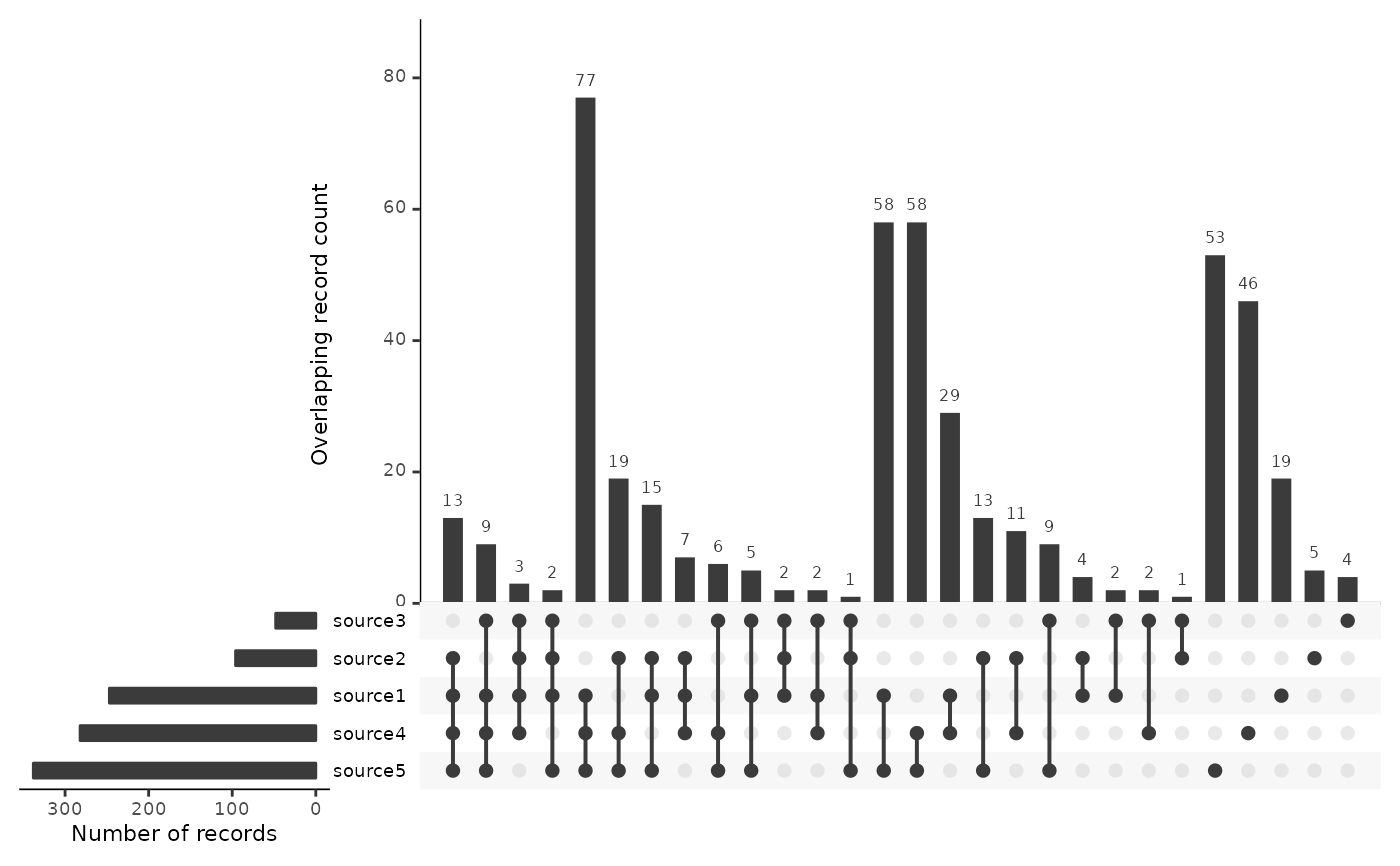 Overlapping record count
80
60
40
20
0
13 9 3 2 77 19 15 7 6 5 2 2 1 58 58 29 13 11 9 4 2 2 1 53 46 19 5 4
source3
source2
source1
source4
source5
300 200 100 0
Number of records